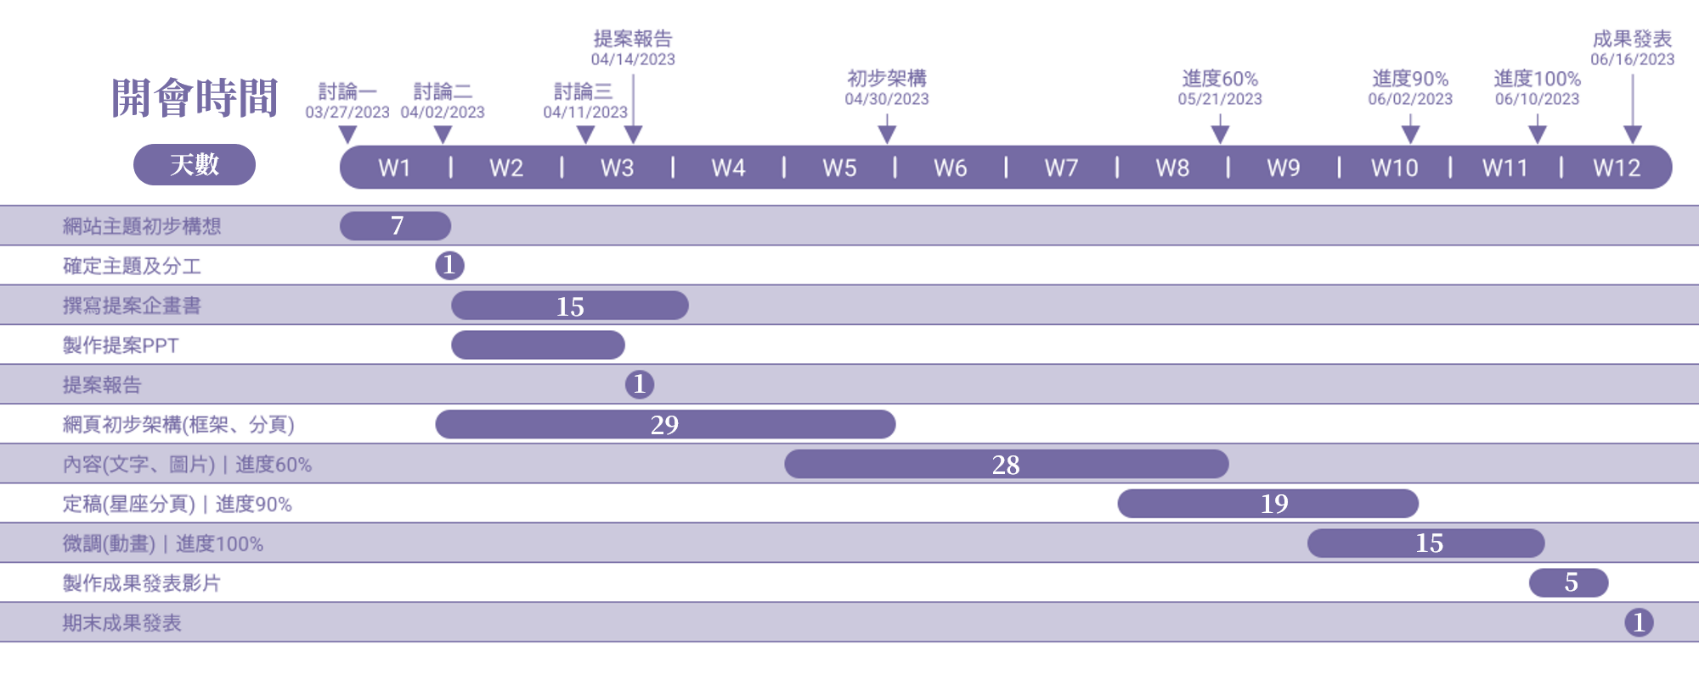 提案報告
04/14/2023
成果發表
06/16/2023
開會時間
討論一
03/27/2023
討論二
04/02/2023
討論三
04/11/2023
初步架構
04/30/2023
進度60%
05/21/2023
進度90%
06/02/2023
進度100%
06/10/2023
天數
W1 W2 W3 W4 W5 W6 W7 W8 W9 W10 W11 W12
網站主題初步構想 7
確定主題及分工 1
撰寫提案企畫書 15
製作提案PPT
提案報告 1
網頁初步架構(框架、分頁) 29
內容(文字、圖片)｜進度60% 28
定稿(星座分頁)｜進度90% 19
微調(動畫)｜進度100% 15
製作成果發表影片 5
期末成果發表 1